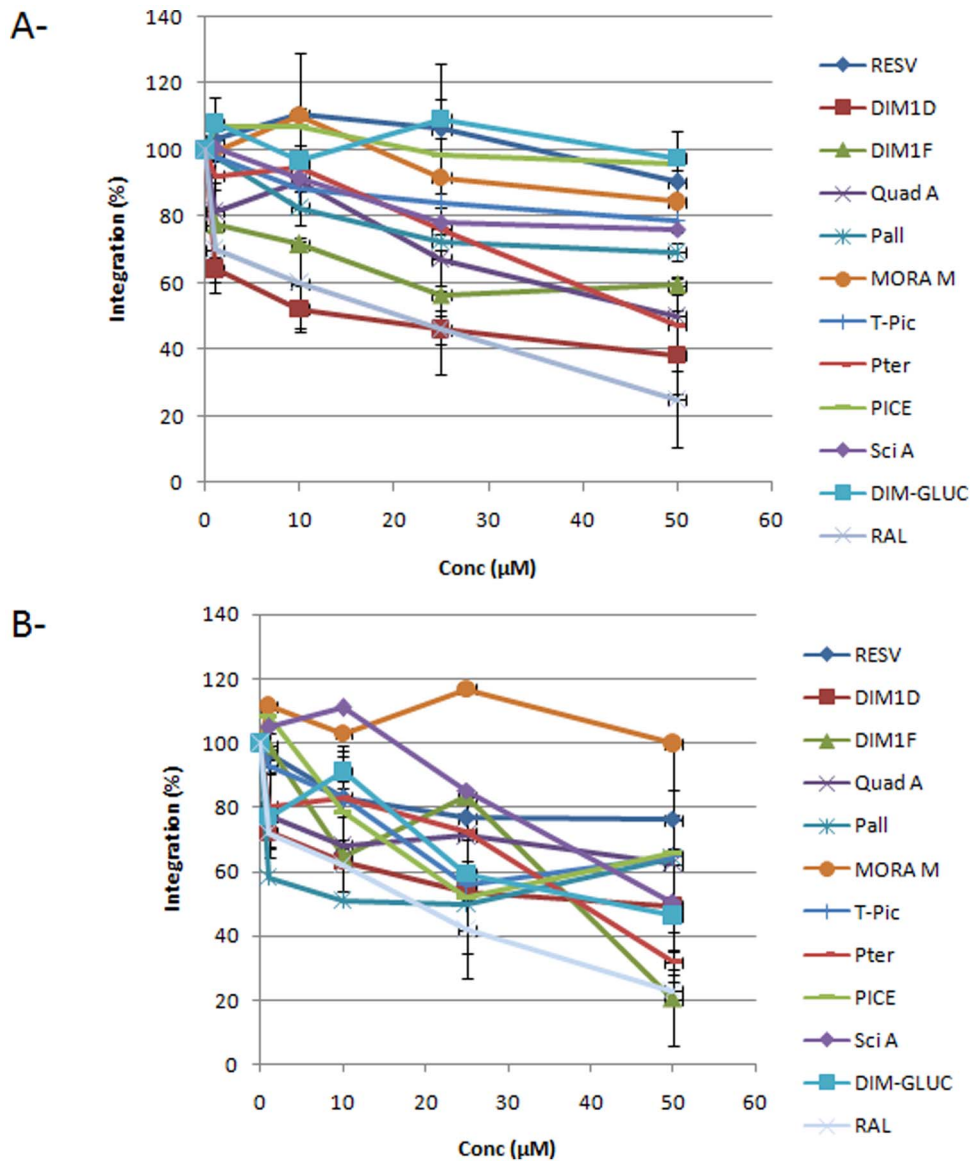 A-
140
120
100
80
60
40
20
0
Integration (%)
0 10 20 30 40 50 60
Conc (µM)
RESV
DIM1D
DIM1F
Quad A
Pall
MORA M
T-Pic
Pter
PICE
Sci A
DIM-GLUC
RAL
B-
140
120
100
80
60
40
20
0
Integration (%)
0 10 20 30 40 50 60
Conc (µM)
RESV
DIM1D
DIM1F
Quad A
Pall
MORA M
T-Pic
Pter
PICE
Sci A
DIM-GLUC
RAL